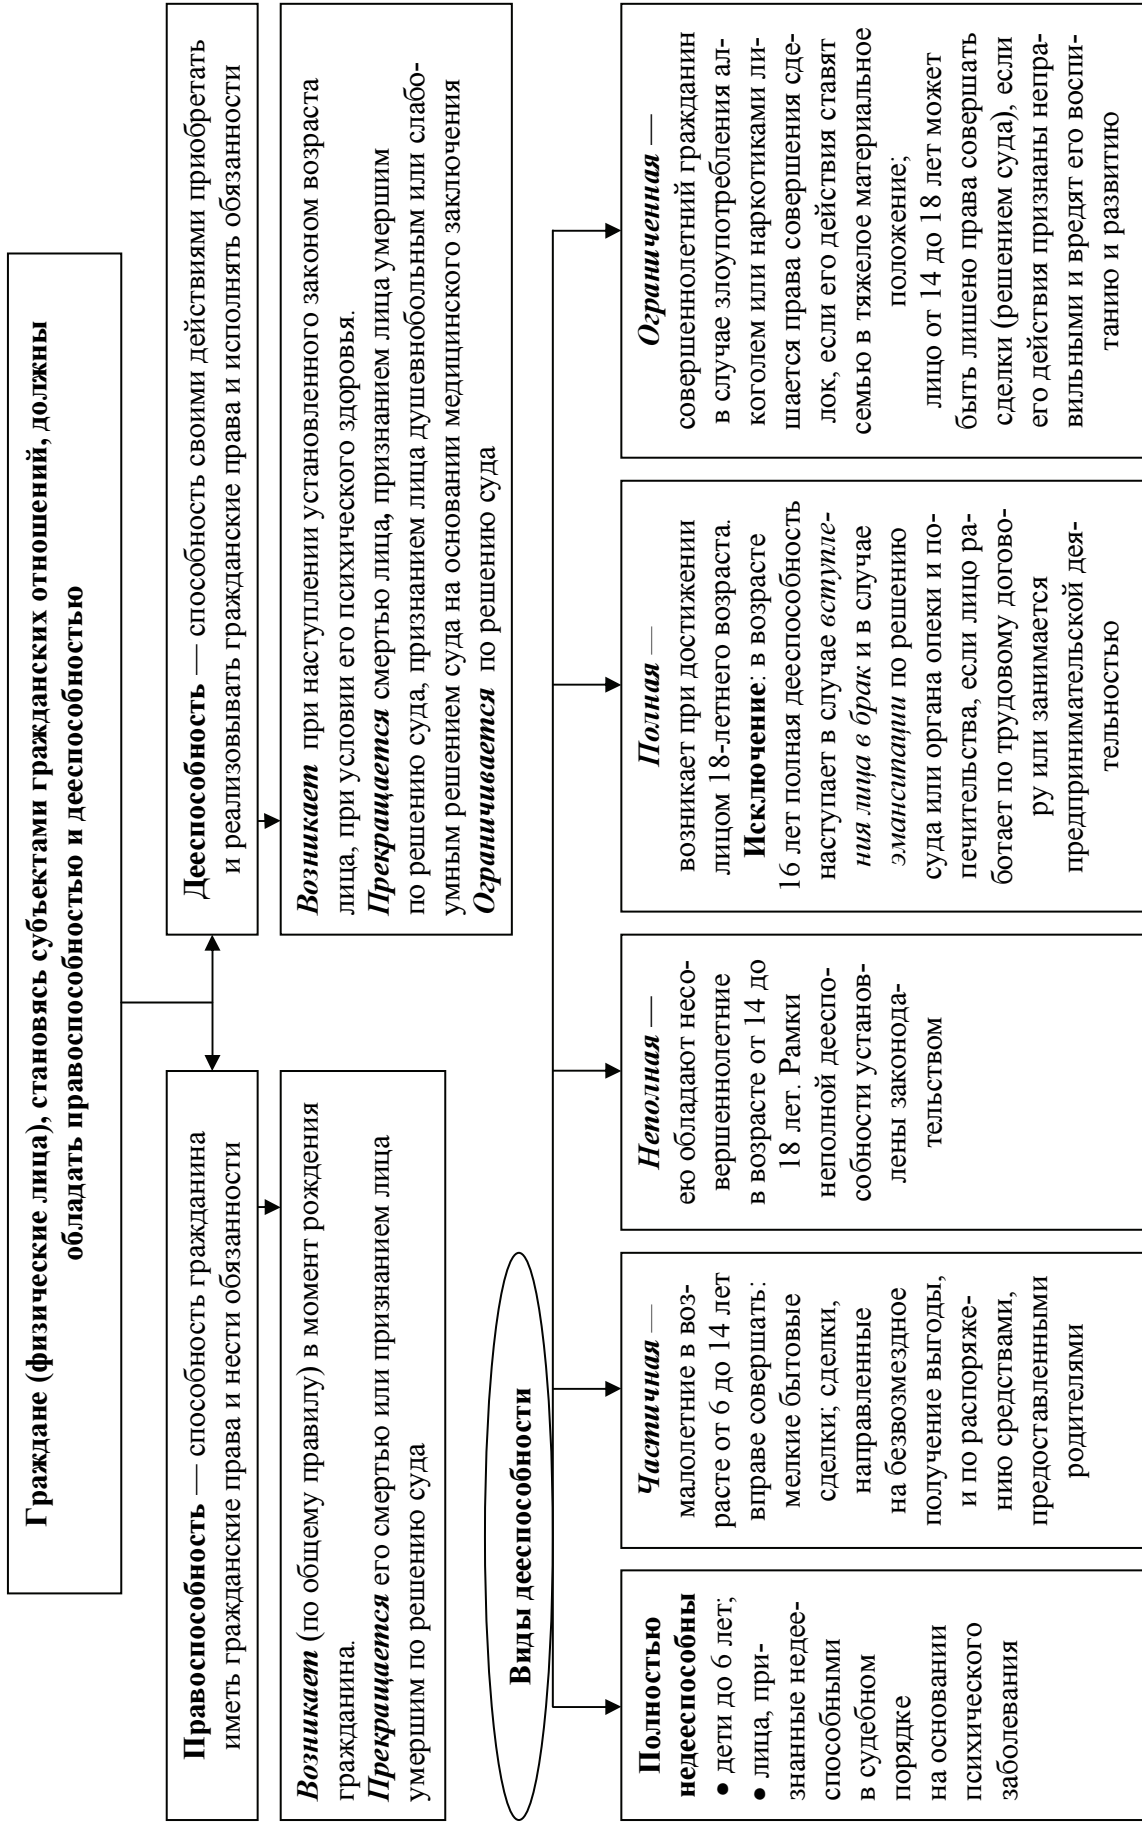 Граждане (физические лица), становясь субъектами гражданских отношений, должны
обладать правоспособностью и дееспособностью
Правоспособность — способность гражданина
иметь гражданские права и нести обязанности
Дееспособность — способность своими действиями приобретать
и реализовывать гражданские права и исполнять обязанности
Возникает (по общему правилу) в момент рождения
гражданина.
Прекращается его смертью или признанием лица
умершим по решению суда
Возникает при наступлении установленного законом возраста
лица, при условии его психического здоровья.
Прекращается смертью лица, признанием лица умершим
по решению суда, признанием лица душевнобольным или слабо-
умным решением суда на основании медицинского заключения
Ограничивается по решению суда
Виды дееспособности
Полностью
недееспособны
• дети до 6 лет;
• лица, при-
знанные недее-
способными
в судебном
порядке
на основании
психического
заболевания
Частичная —
малолетние в воз-
расте от 6 до 14 лет
вправе совершать:
мелкие бытовые
сделки; сделки,
направленные
на безвозмездное
получение выгоды,
и по распоряже-
нию средствами,
предоставленными
родителями
Неполная —
ею обладают несо-
вершеннолетние
в возрасте от 14 до
18 лет. Рамки
неполной дееспо-
собности установ-
лены законода-
тельством
Полная —
возникает при достижении
лицом 18-летнего возраста.
Исключение: в возрасте
16 лет полная дееспособность
наступает в случае вступле-
ния лица в брак и в случае
эмансипации по решению
суда или органа опеки и по-
печительства, если лицо ра-
ботает по трудовому догово-
ру или занимается
предпринимательской дея-
тельностью
Ограниченная —
совершеннолетний гражданин
в случае злоупотребления ал-
коголем или наркотиками ли-
шается права совершения сде-
лок, если его действия ставят
семью в тяжелое материальное
положение;
лицо от 14 до 18 лет может
быть лишено права совершать
сделки (решением суда), если
его действия признаны непра-
вильными и вредят его воспи-
танию и развитию